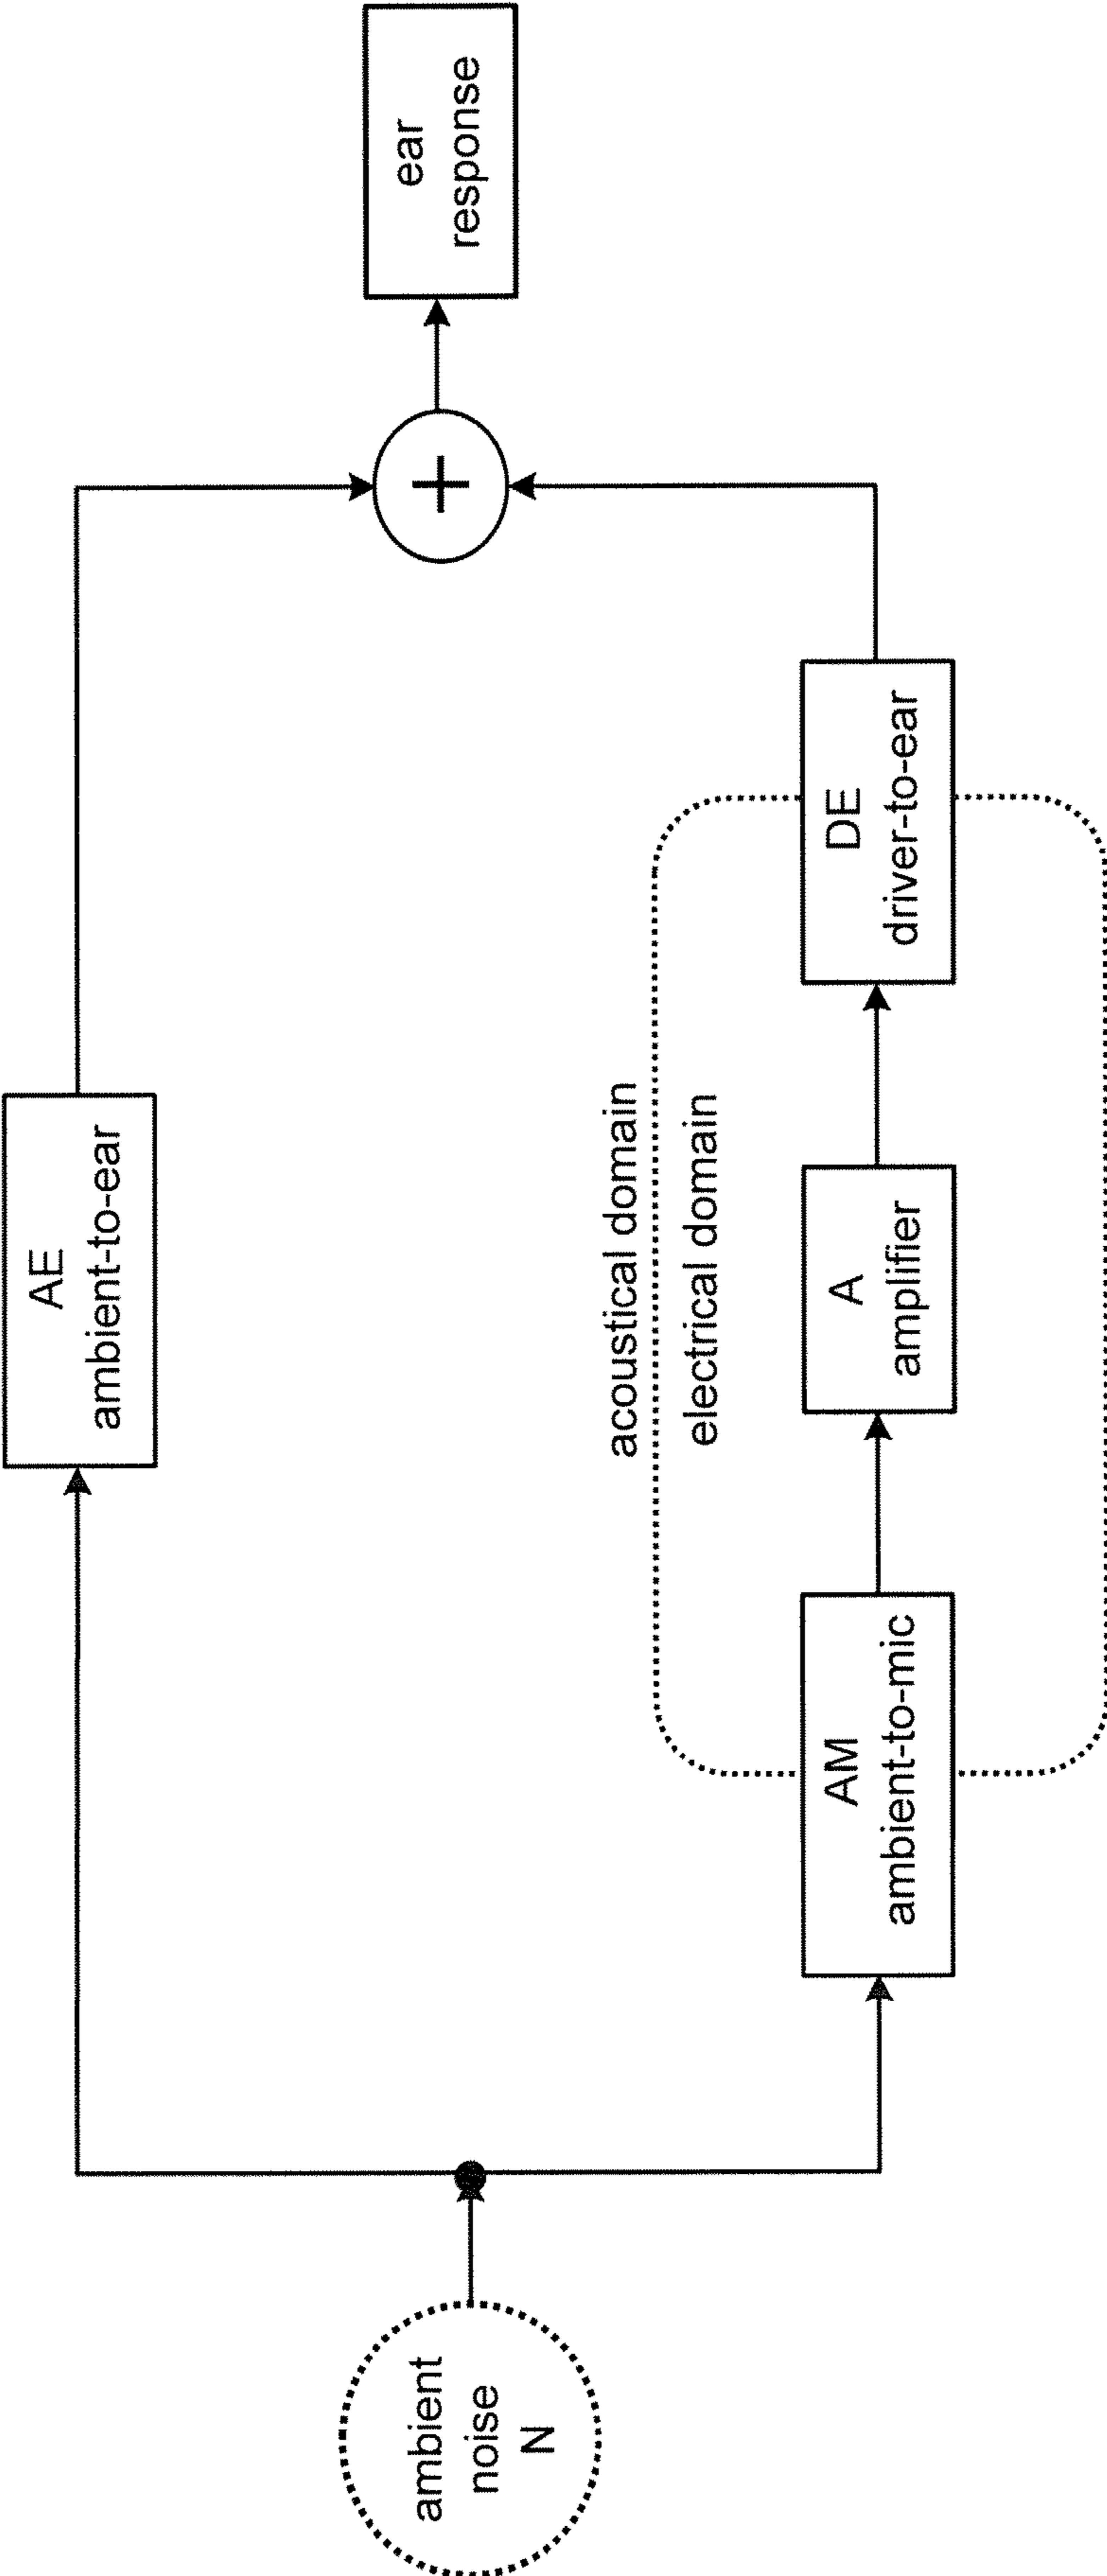 ambient
noise
N
AE
ambient-to-ear
acoustical domain
electrical domain
AM
ambient-to-mic
A
amplifier
DE
driver-to-ear
+
ear
response